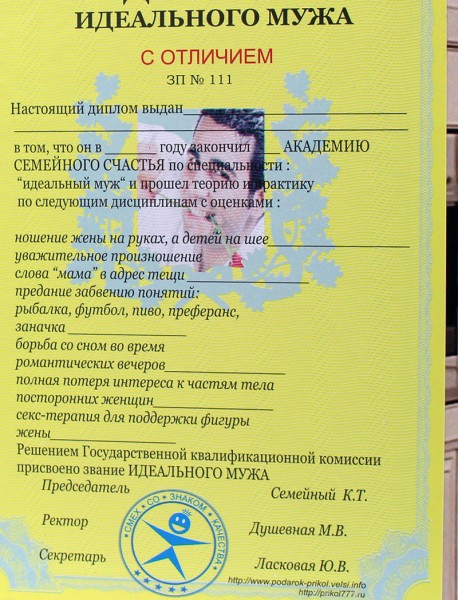 ИДЕАЛЬНОГО МУЖА
С ОТЛИЧИЕМ
ЗП № 111
Настоящий диплом выдан
в том, что он в году закончил АКАДЕМИЮ
СЕМЕЙНОГО СЧАСТЬЯ по специальности :
“идеальный муж“ и прошел теорию и практику
по следующим дисциплинам с оценками :
ношение жены на руках, а детей на шее
уважительное произношение
слова “мама” в адрес тещи
предание забвению понятий:
рыбалка, футбол, пиво, преферанс,
заначка
борьба со сном во время
романтических вечеров
полная потеря интереса к частям тела
посторонних женщин
секс-терапия для поддержки фигуры
жены
Решением Государственной квалификационной комиссии
присвоено звание ИДЕАЛЬНОГО МУЖА
Председатель Семейный К.Т.
Ректор Душевная М.В.
Секретарь Ласковая Ю.В.
СМЕХ СО ЗНАКОМ КАЧЕСТВА
http://www.podarok-prikol.velsi.info
http://prikol777.ru